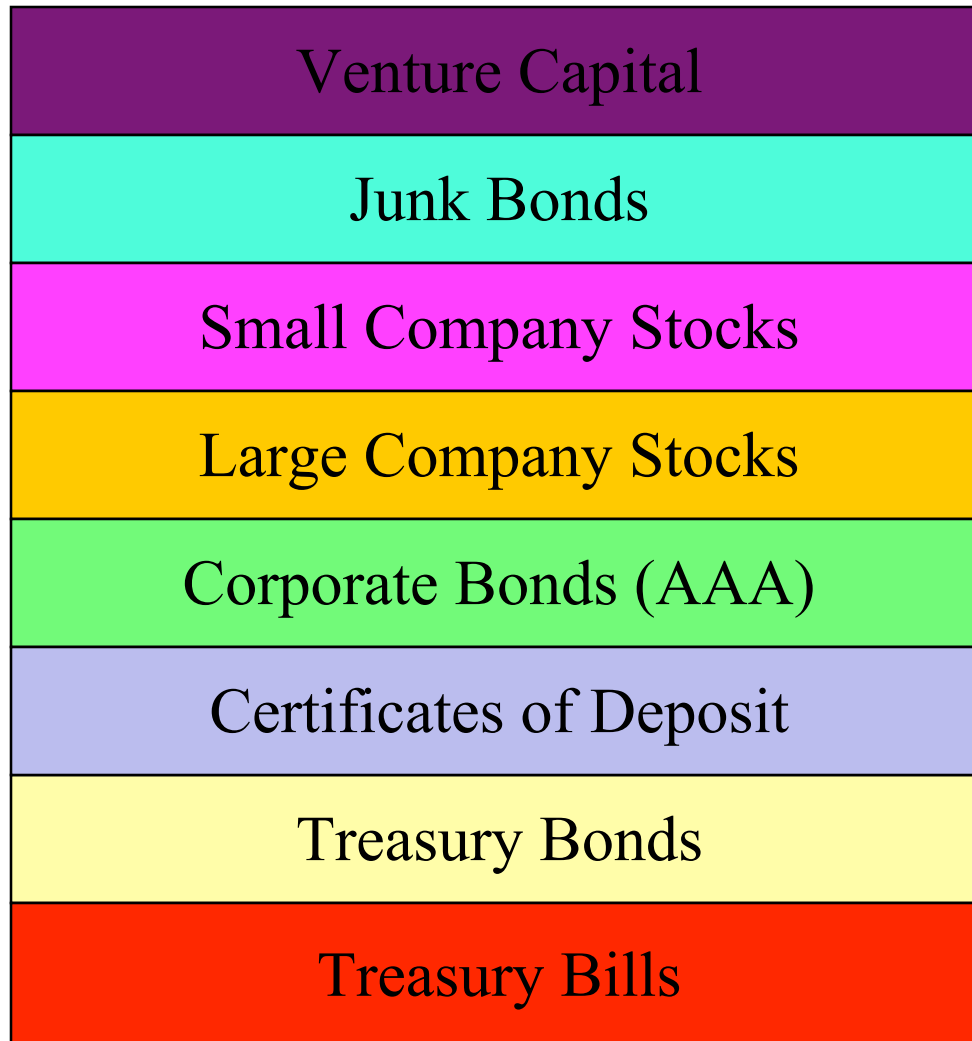 Venture Capital
Junk Bonds
Small Company Stocks
Large Company Stocks
Corporate Bonds (AAA)
Certificates of Deposit
Treasury Bonds
Treasury Bills